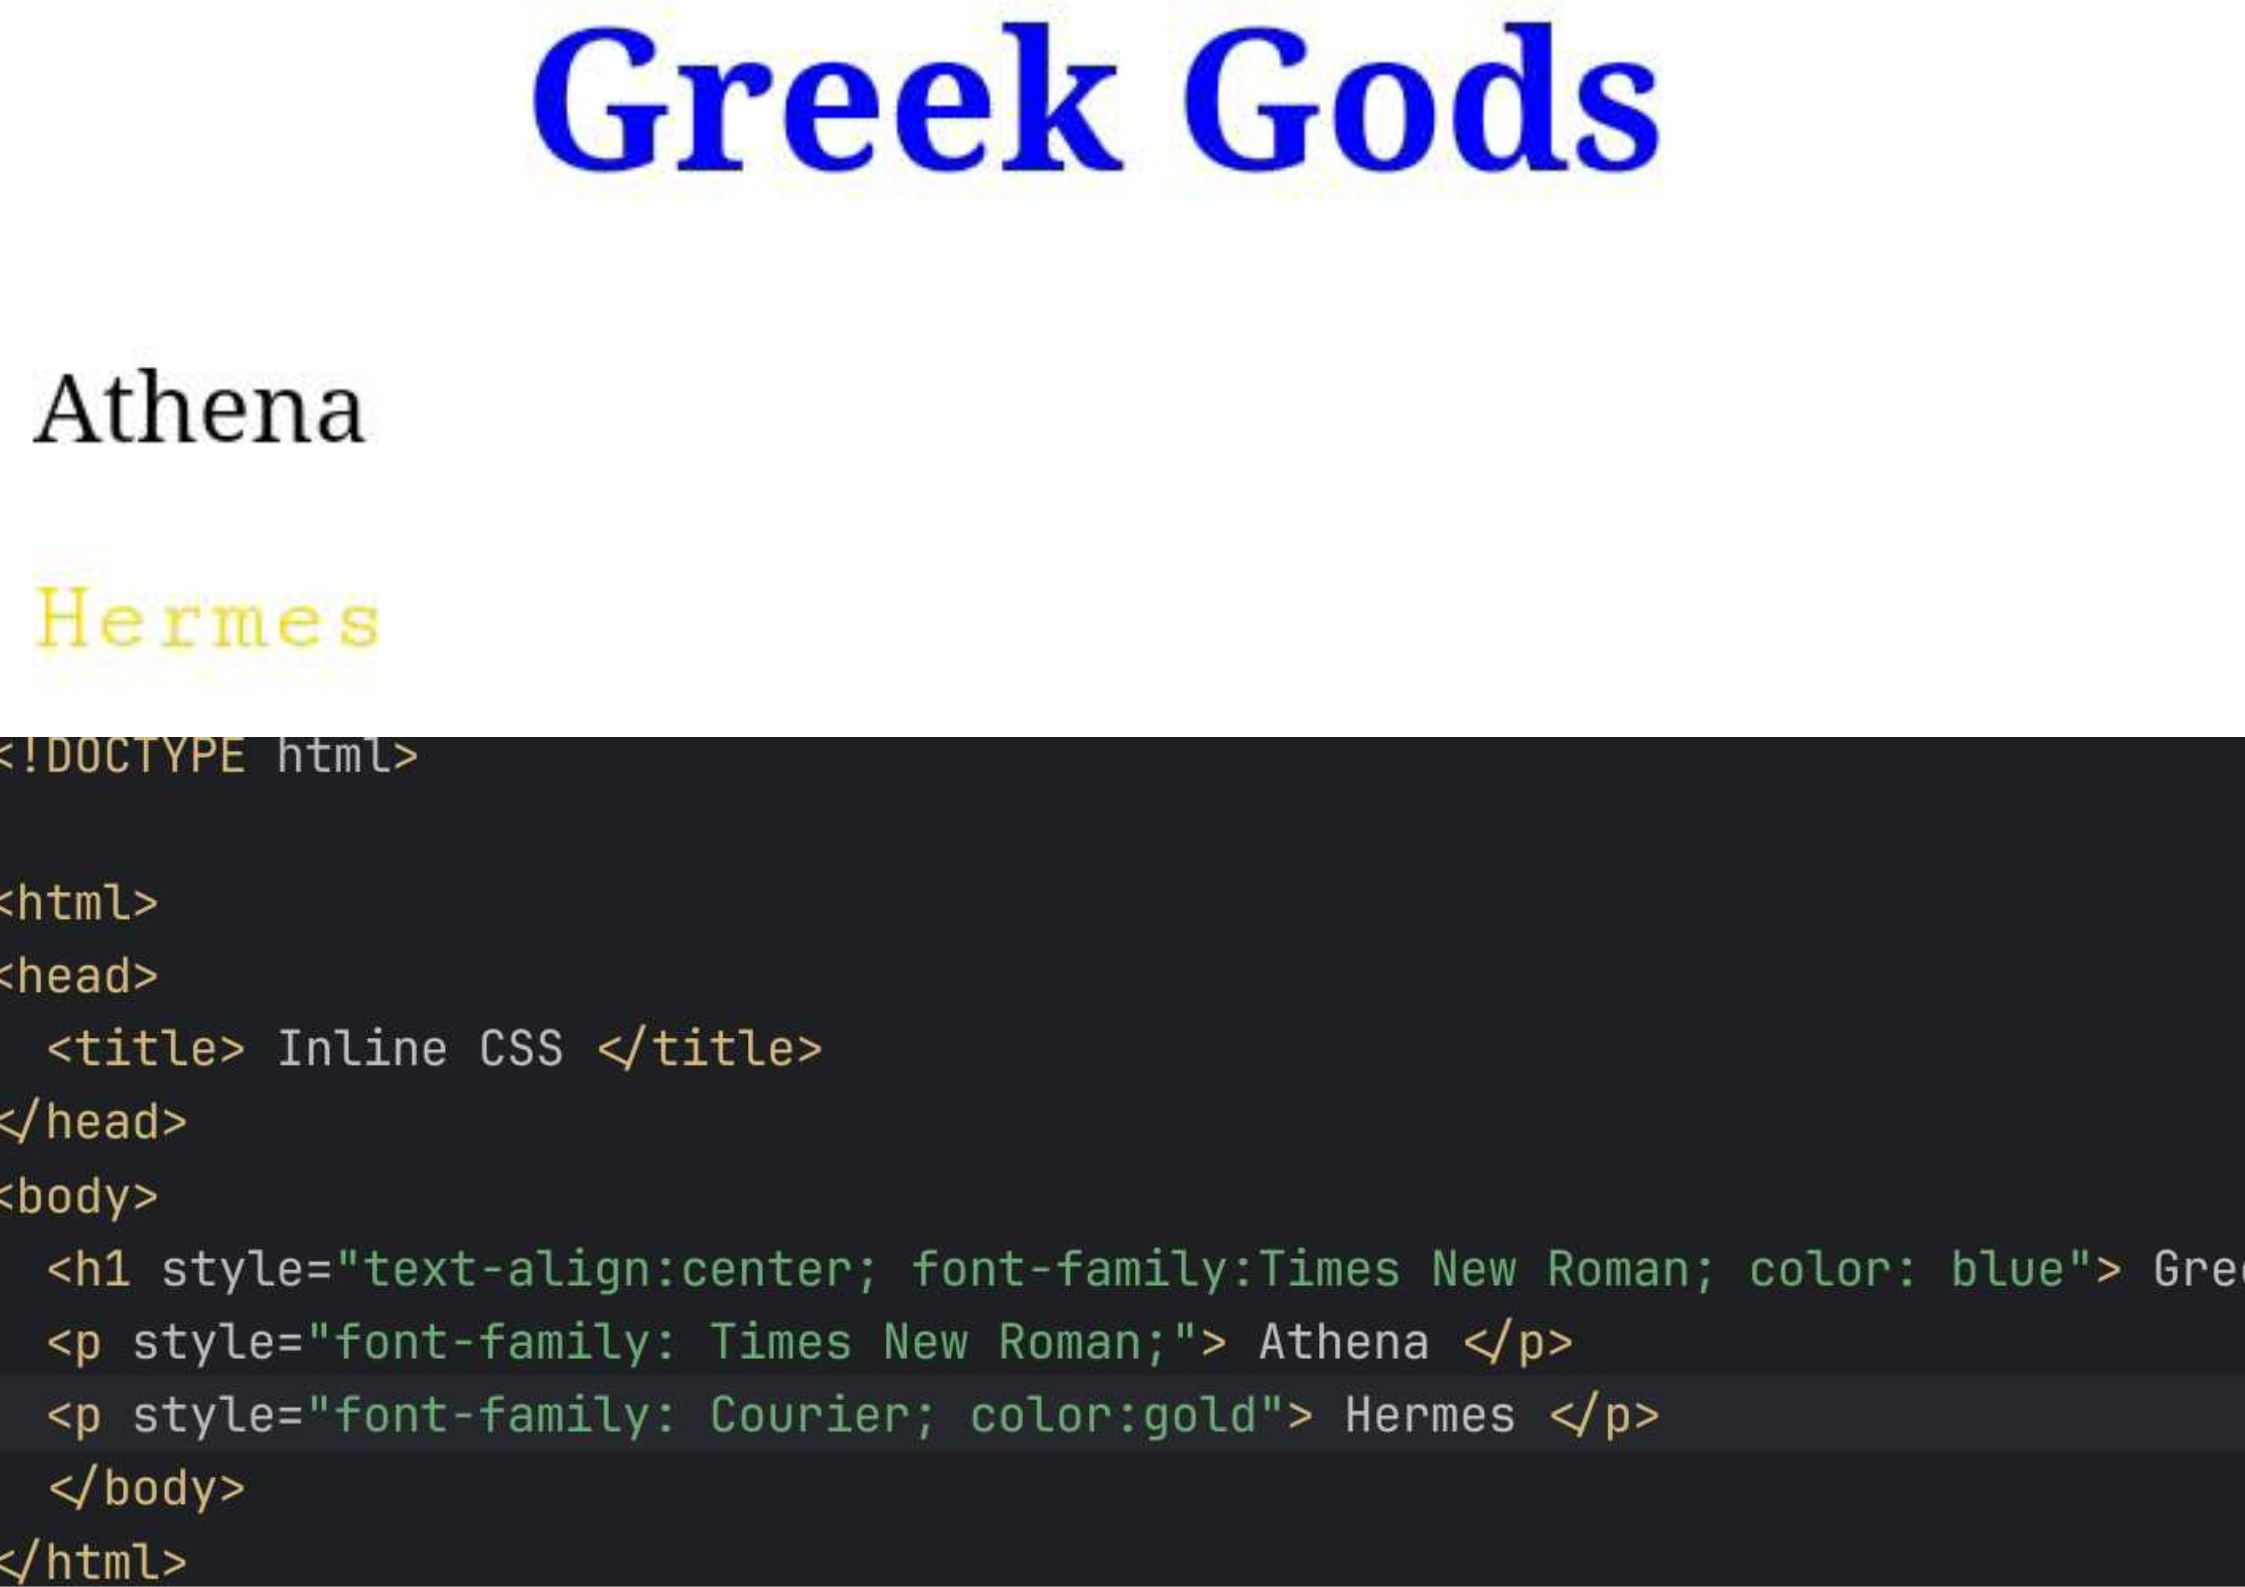 Greek Gods
Athena
Hermes
<!DOCTYPE html>
<html>
<head>
<title> Inline CSS </title>
</head>
<body>
<h1 style="text-align:center; font-family:Times New Roman; color: blue">
<p style="font-family: Times New Roman;"> Athena </p>
<p style="font-family: Courier; color:gold"> Hermes </p>
</body>
</html>